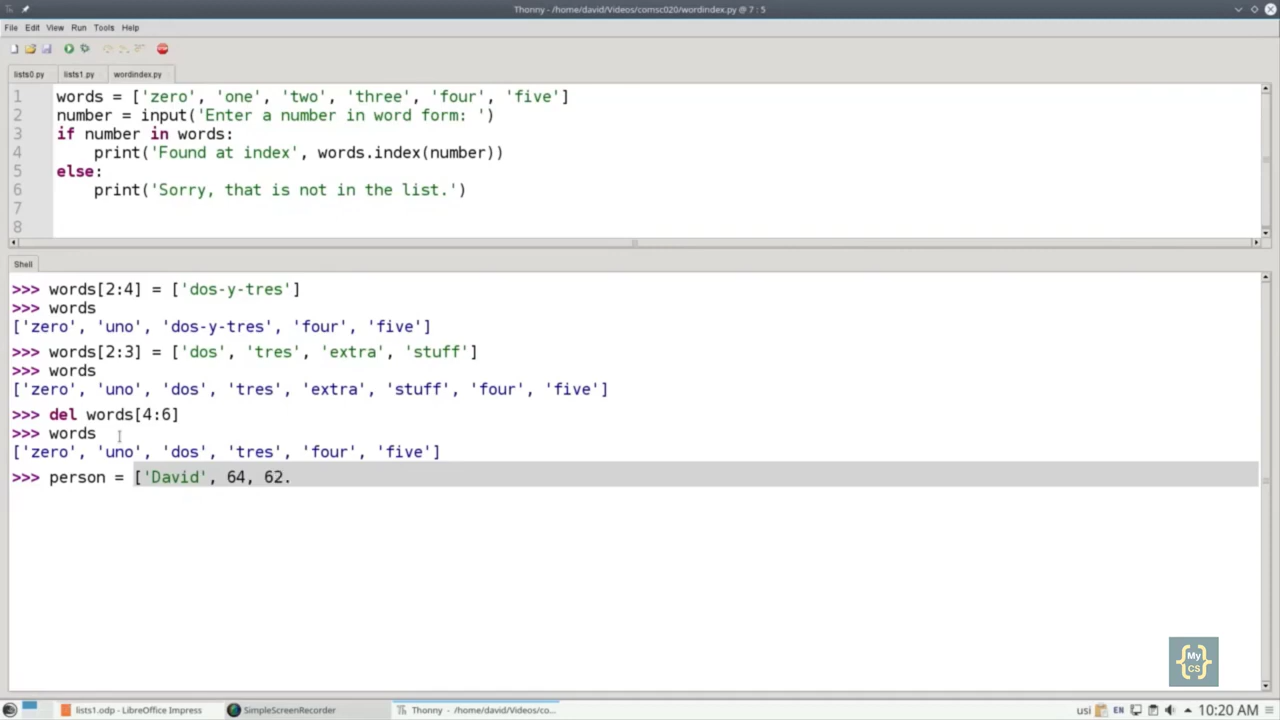 Thonny - /home/david/Videos/comsc020/wordindex.py @ 7 : 5
File Edit View Run Tools Help
lists0.py lists1.py wordindex.py
1 words = ['zero', 'one', 'two', 'three', 'four', 'five']
2 number = input('Enter a number in word form: ')
3 if number in words:
4     print('Found at index', words.index(number))
5 else:
6     print('Sorry, that is not in the list.')
7
8
Shell
>>> words[2:4] = ['dos-y-tres']
>>> words
['zero', 'uno', 'dos-y-tres', 'four', 'five']
>>> words[2:3] = ['dos', 'tres', 'extra', 'stuff']
>>> words
['zero', 'uno', 'dos', 'tres', 'extra', 'stuff', 'four', 'five']
>>> del words[4:6]
>>> words
['zero', 'uno', 'dos', 'tres', 'four', 'five']
>>> person = ['David', 64, 62.
{My CS}
lists1.odp - LibreOffice Impress SimpleScreenRecorder Thonny - /home/david/Videos/co... usi EN 10:20 AM